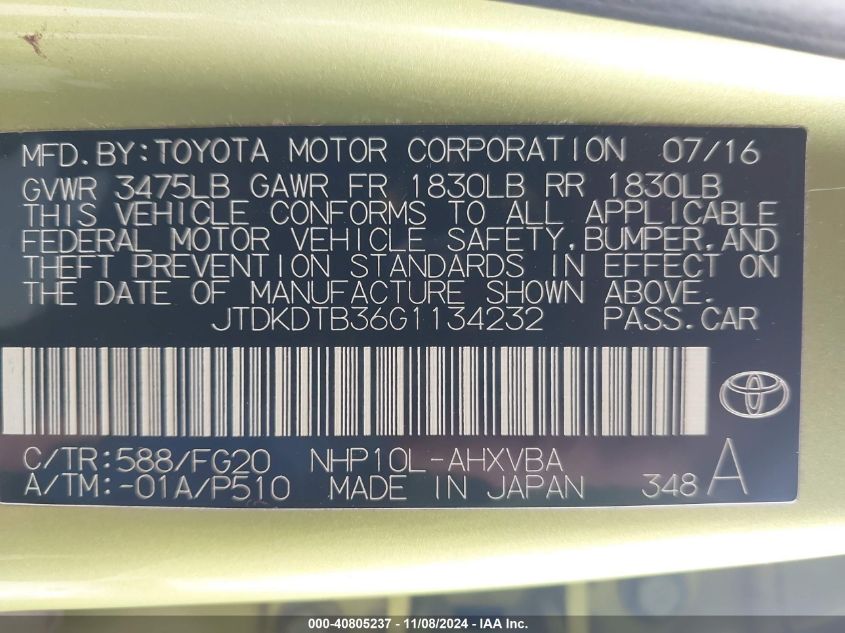 MFD.BY:TOYOTA MOTOR CORPORATION 07/16
GVWR 3475LB GAWR FR 1830LB RR 1830LB
THIS VEHICLE CONFORMS TO ALL APPLICABLE
FEDERAL MOTOR VEHICLE SAFETY,BUMPER,AND
THEFT PREVENTION STANDARDS IN EFFECT ON
THE DATE OF MANUFACTURE SHOWN ABOVE.
JTDKDTB36G1134232 PASS.CAR
C/TR:588/FG20 NHP10L-AHXVBA
A/TM:-01A/P510 MADE IN JAPAN 348 A
000-40805237 - 11/08/2024 - IAA Inc.